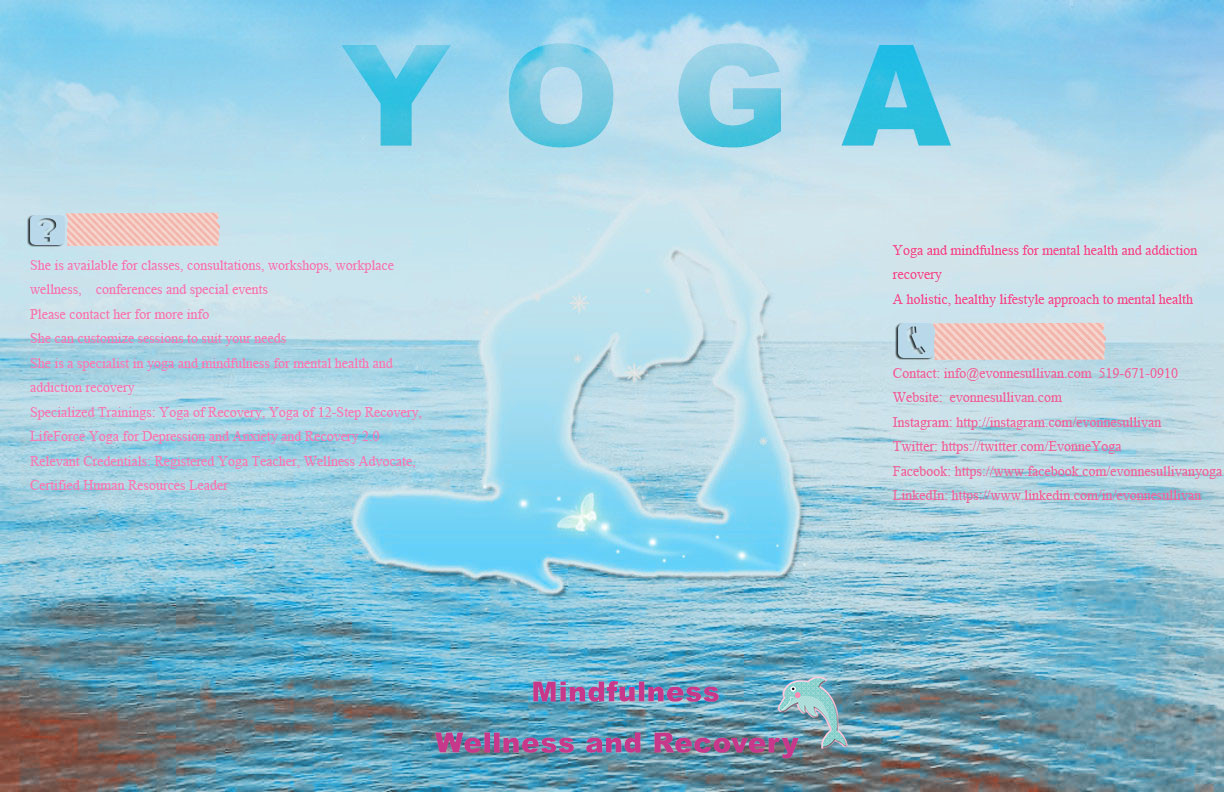 YOGA
?
She is available for classes, consultations, workshops, workplace
wellness, conferences and special events
Please contact her for more info
She can customize sessions to suit your needs
She is a specialist in yoga and mindfulness for mental health and
addiction recovery
Specialized Trainings: Yoga of Recovery, Yoga of 12-Step Recovery,
LifeForce Yoga for Depression and Anxiety and Recovery 2.0
Relevant Credentials: Registered Yoga Teacher, Wellness Advocate,
Certified Human Resources Leader
Yoga and mindfulness for mental health and addiction
recovery
A holistic, healthy lifestyle approach to mental health
Contact: info@evonnesullivan.com 519-671-0910
Website: evonnesullivan.com
Instagram: http://instagram.com/evonnesullivan
Twitter: https://twitter.com/EvonneYoga
Facebook: https://www.facebook.com/evonnesullivanyoga
LinkedIn: https://www.linkedin.com/in/evonnesullivan
Mindfulness
Wellness and Recovery